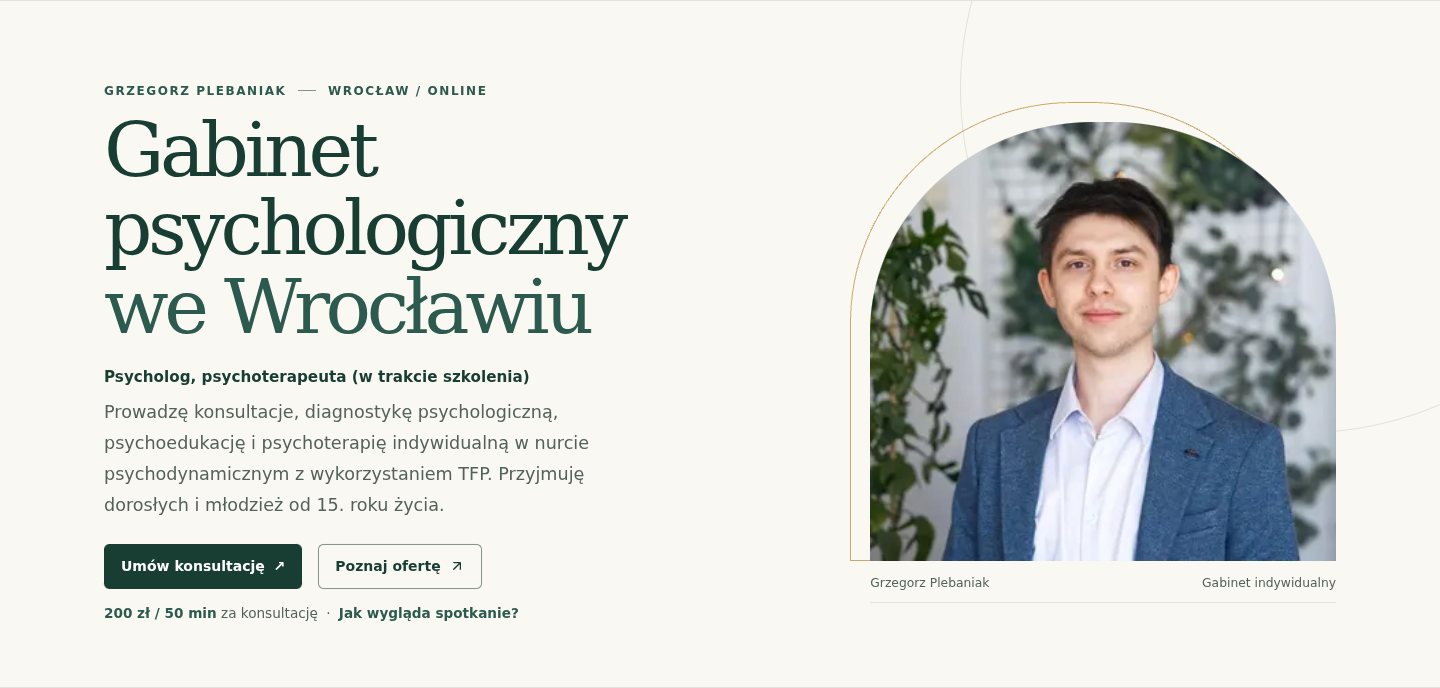 GRZEGORZ PLEBANIAK — WROCŁAW / ONLINE
Gabinet
psychologiczny
we Wrocławiu
Psycholog, psychoterapeuta (w trakcie szkolenia)
Prowadzę konsultacje, diagnostykę psychologiczną,
psychoedukację i psychoterapię indywidualną w nurcie
psychodynamicznym z wykorzystaniem TFP. Przyjmuję
dorosłych i młodzież od 15. roku życia.
Umów konsultację ↗ Poznaj ofertę ↗
200 zł / 50 min za konsultację · Jak wygląda spotkanie?
Grzegorz Plebaniak Gabinet indywidualny